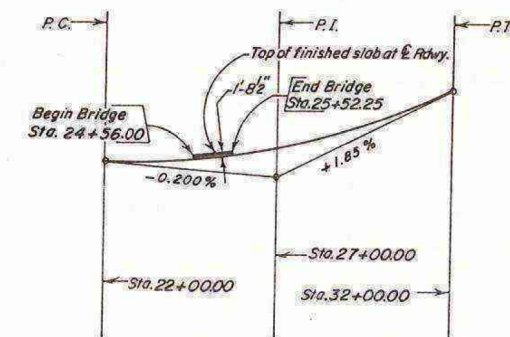 P.C.
P.I.
P.T.
Top of finished slab at ℄ Rdwy.
1'-8½"
End Bridge
Sta. 25+52.25
Begin Bridge
Sta. 24+56.00
-0.200%
+1.85%
Sta. 27+00.00
Sta. 22+00.00
Sta. 32+00.00